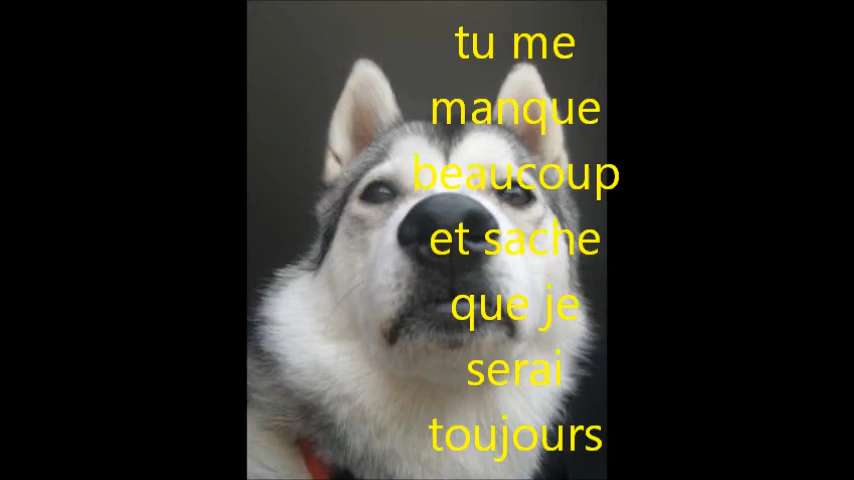 tu me
manque
beaucoup
et sache
que je
serai
toujours